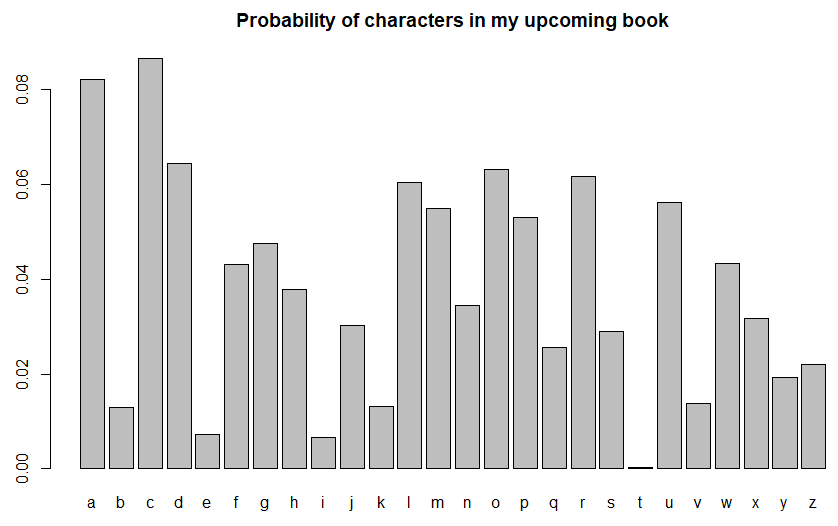 Probability of characters in my upcoming book
0.08
0.06
0.04
0.02
0.00
a b c d e f g h i j k l m n o p q r s t u v w x y z